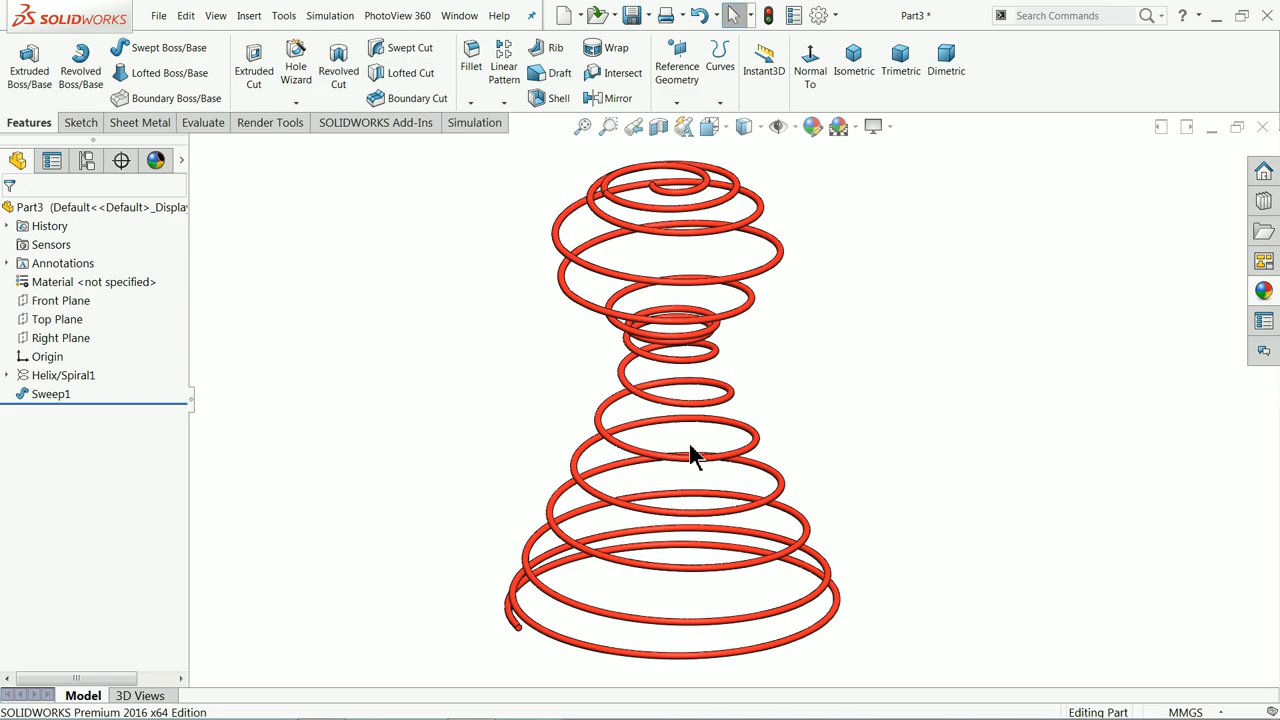 SOLIDWORKS File Edit View Insert Tools Simulation PhotoView 360 Window Help Part3 * Search Commands ?
Extruded Boss/Base
Revolved Boss/Base
Swept Boss/Base
Lofted Boss/Base
Boundary Boss/Base
Extruded Cut
Hole Wizard
Revolved Cut
Swept Cut
Lofted Cut
Boundary Cut
Fillet
Linear Pattern
Rib
Draft
Shell
Wrap
Intersect
Mirror
Reference Geometry
Curves
Instant3D
Normal To
Isometric
Trimetric
Dimetric
Features Sketch Sheet Metal Evaluate Render Tools SOLIDWORKS Add-Ins Simulation
Part3 (Default<<Default>_Displa
History
Sensors
Annotations
Material <not specified>
Front Plane
Top Plane
Right Plane
Origin
Helix/Spiral1
Sweep1
Model 3D Views
SOLIDWORKS Premium 2016 x64 Edition Editing Part MMGS